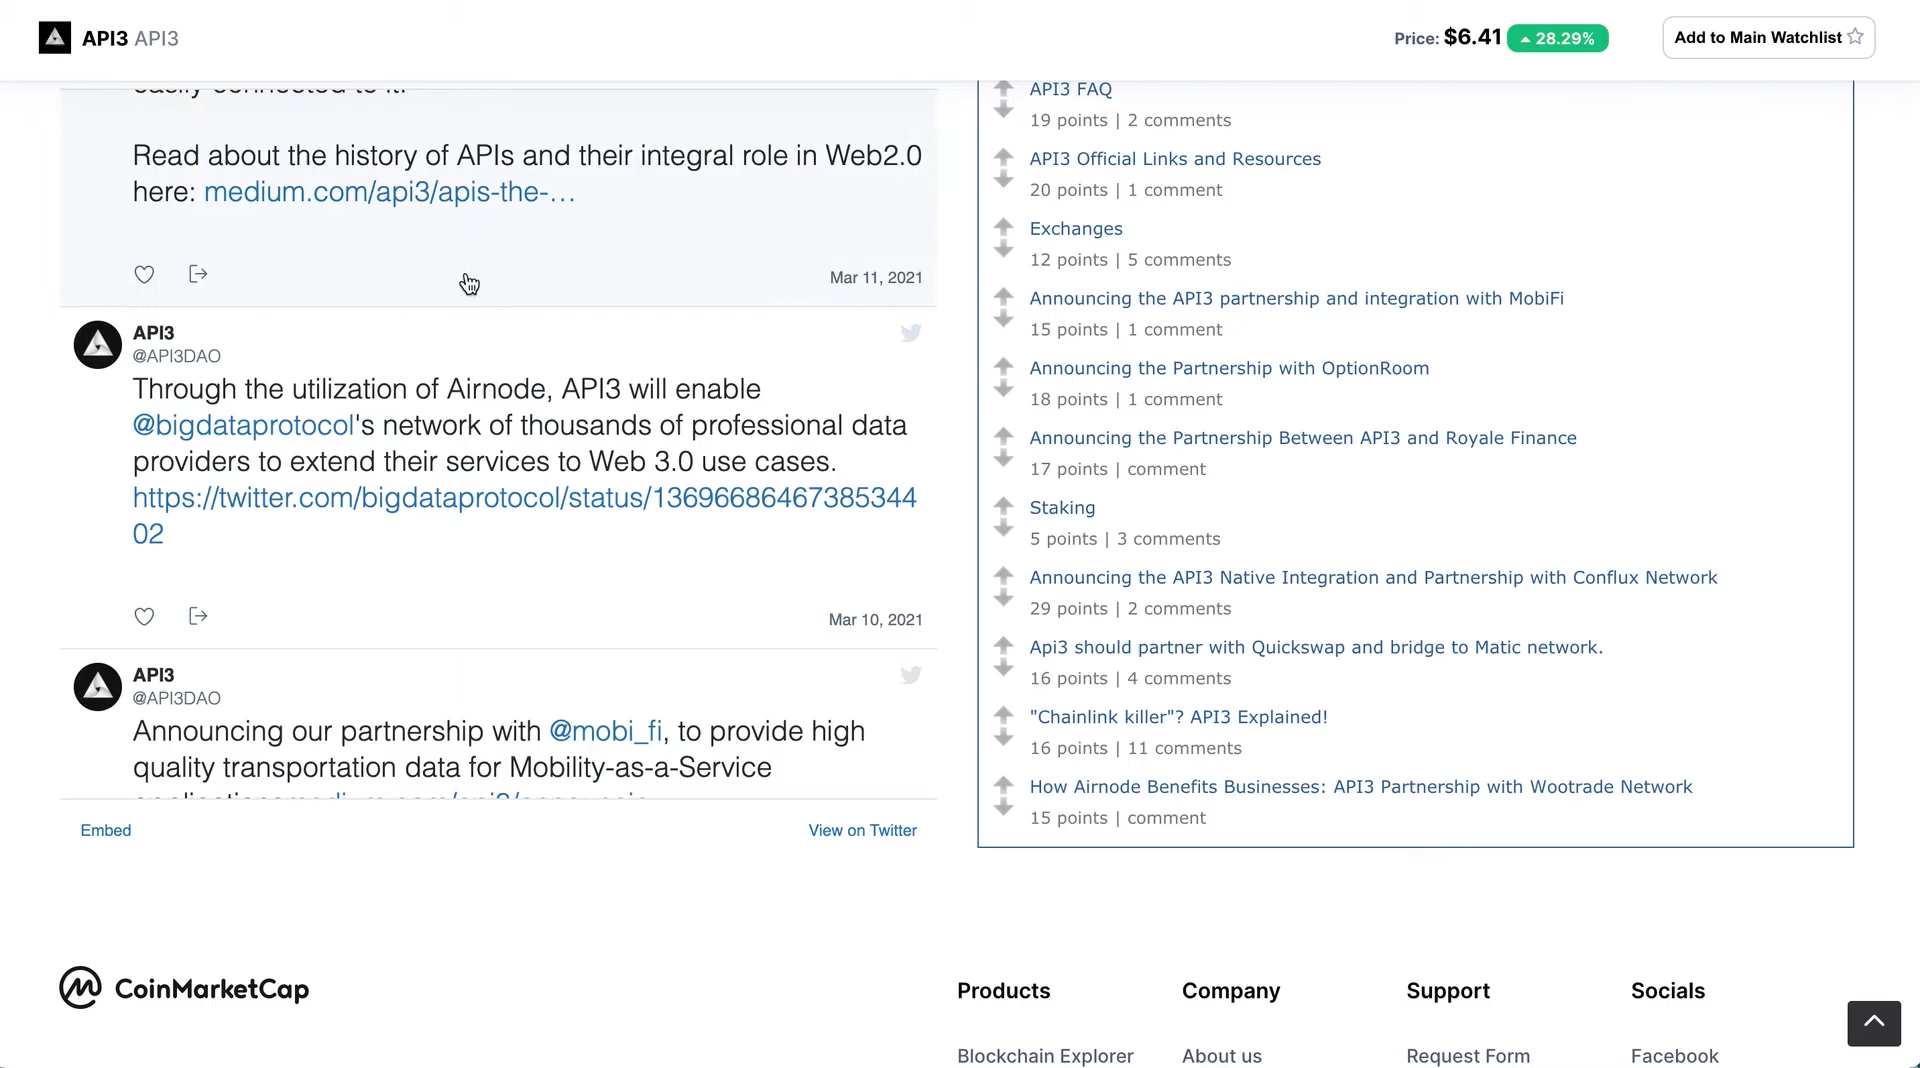 API3 API3
Price: $6.41 28.29%
Add to Main Watchlist
easily connected to it.
Read about the history of APIs and their integral role in Web2.0
here: medium.com/api3/apis-the-…
Mar 11, 2021
API3
@API3DAO
Through the utilization of Airnode, API3 will enable
@bigdataprotocol's network of thousands of professional data
providers to extend their services to Web 3.0 use cases.
https://twitter.com/bigdataprotocol/status/13696686467385344
02
Mar 10, 2021
API3
@API3DAO
Announcing our partnership with @mobi_fi, to provide high
quality transportation data for Mobility-as-a-Service
Embed
View on Twitter
API3 FAQ
19 points | 2 comments
API3 Official Links and Resources
20 points | 1 comment
Exchanges
12 points | 5 comments
Announcing the API3 partnership and integration with MobiFi
15 points | 1 comment
Announcing the Partnership with OptionRoom
18 points | 1 comment
Announcing the Partnership Between API3 and Royale Finance
17 points | comment
Staking
5 points | 3 comments
Announcing the API3 Native Integration and Partnership with Conflux Network
29 points | 2 comments
Api3 should partner with Quickswap and bridge to Matic network.
16 points | 4 comments
"Chainlink killer"? API3 Explained!
16 points | 11 comments
How Airnode Benefits Businesses: API3 Partnership with Wootrade Network
15 points | comment
CoinMarketCap
Products
Company
Support
Socials
Blockchain Explorer
About us
Request Form
Facebook